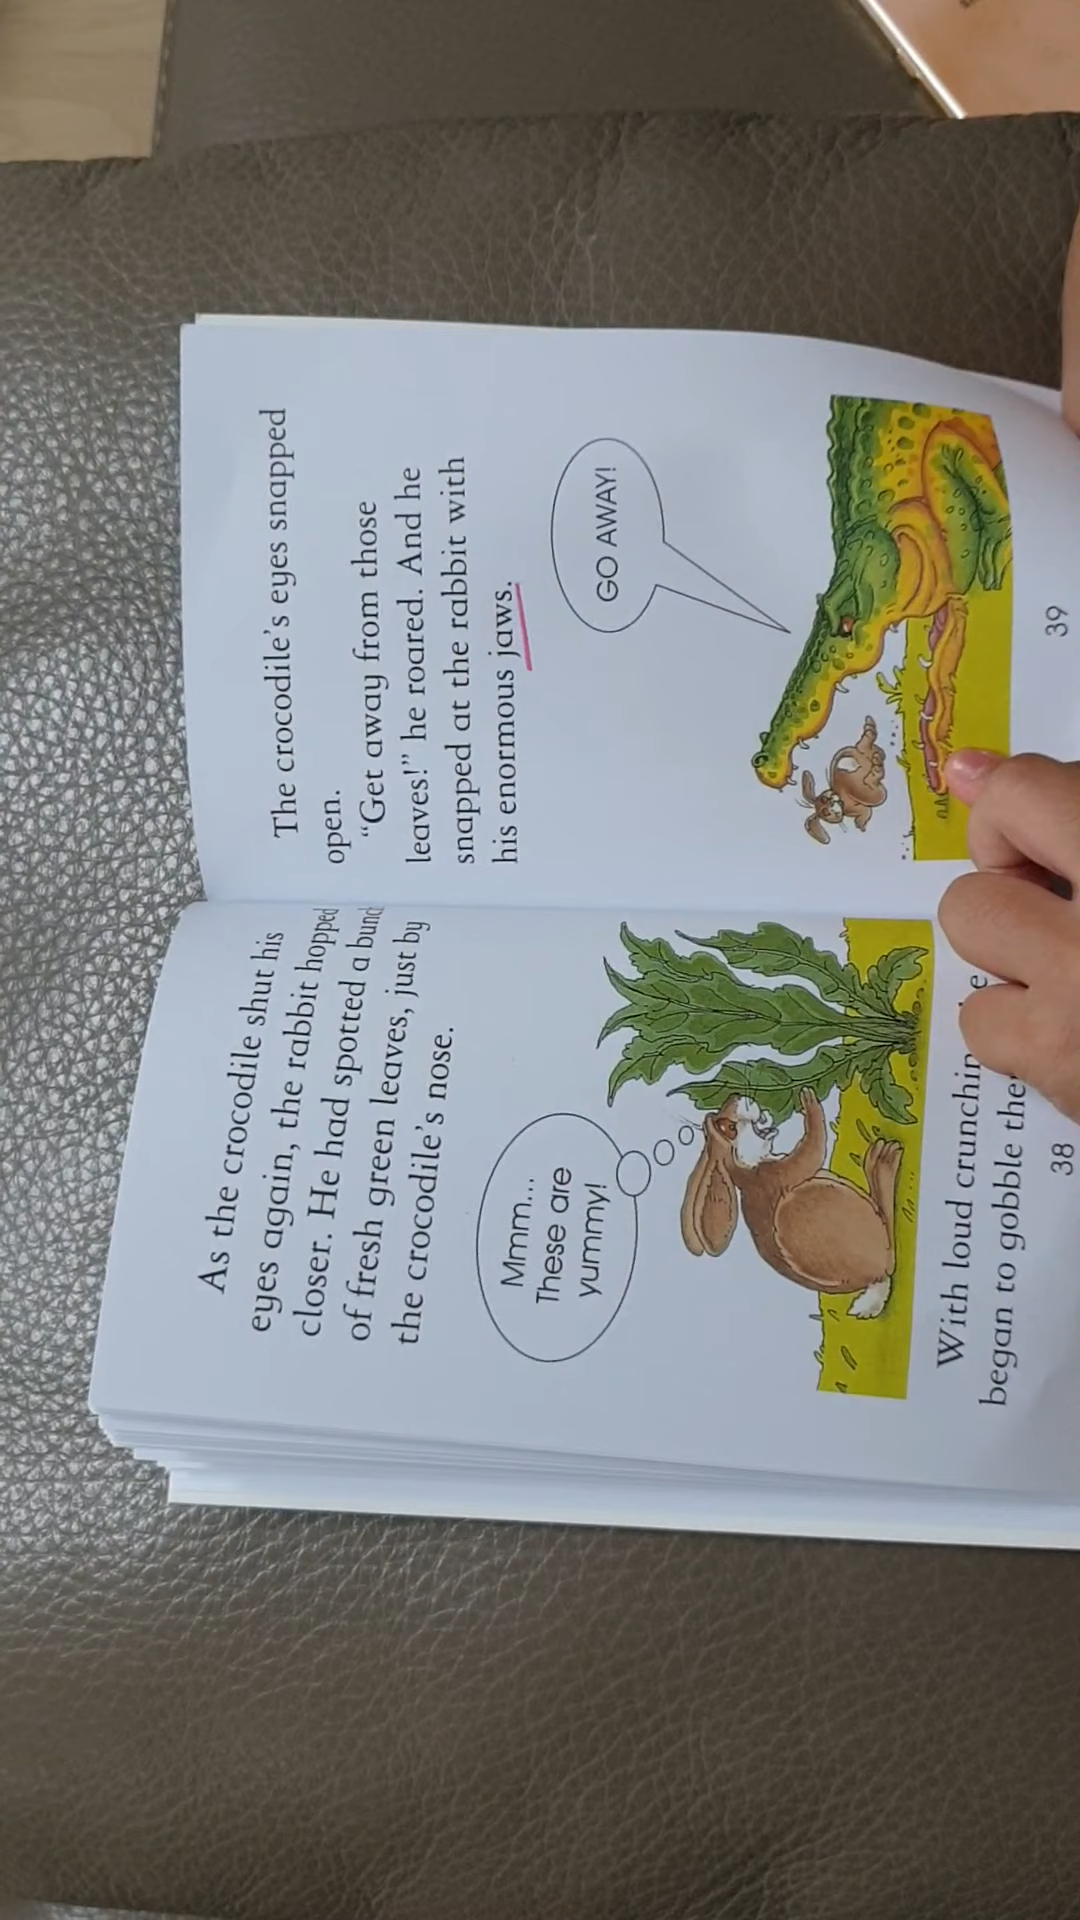 As the crocodile shut his
eyes again, the rabbit hopped
closer. He had spotted a bunch
of fresh green leaves, just by
the crocodile's nose.
Mmm...
These are
yummy!
With loud crunching
began to gobble
38
The crocodile's eyes snapped
open.
“Get away from those
leaves!” he roared. And he
snapped at the rabbit with
his enormous jaws.
GO AWAY!
39